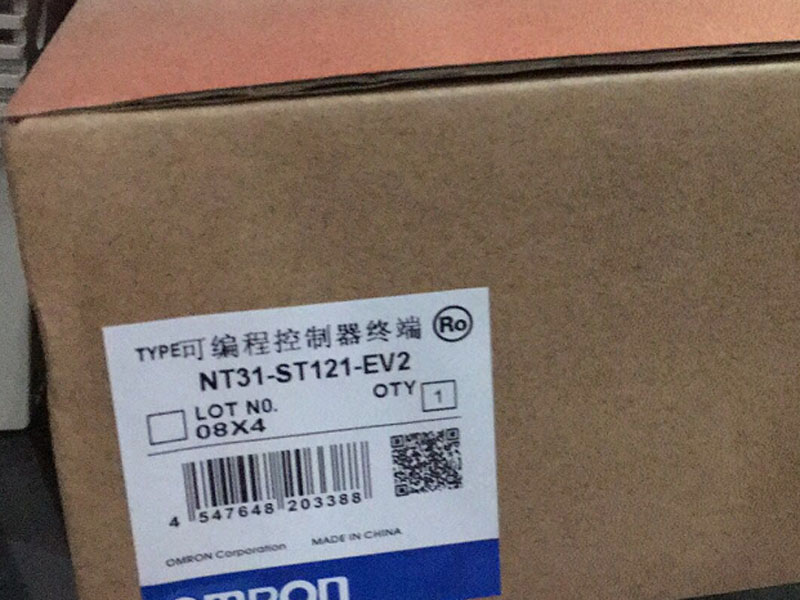 TYPE可编程控制器终端 Ro
NT31-ST121-EV2
LOT N0. QTY 1
08X4
4 547648 203388
OMRON Corporation MADE IN CHINA
OMRON